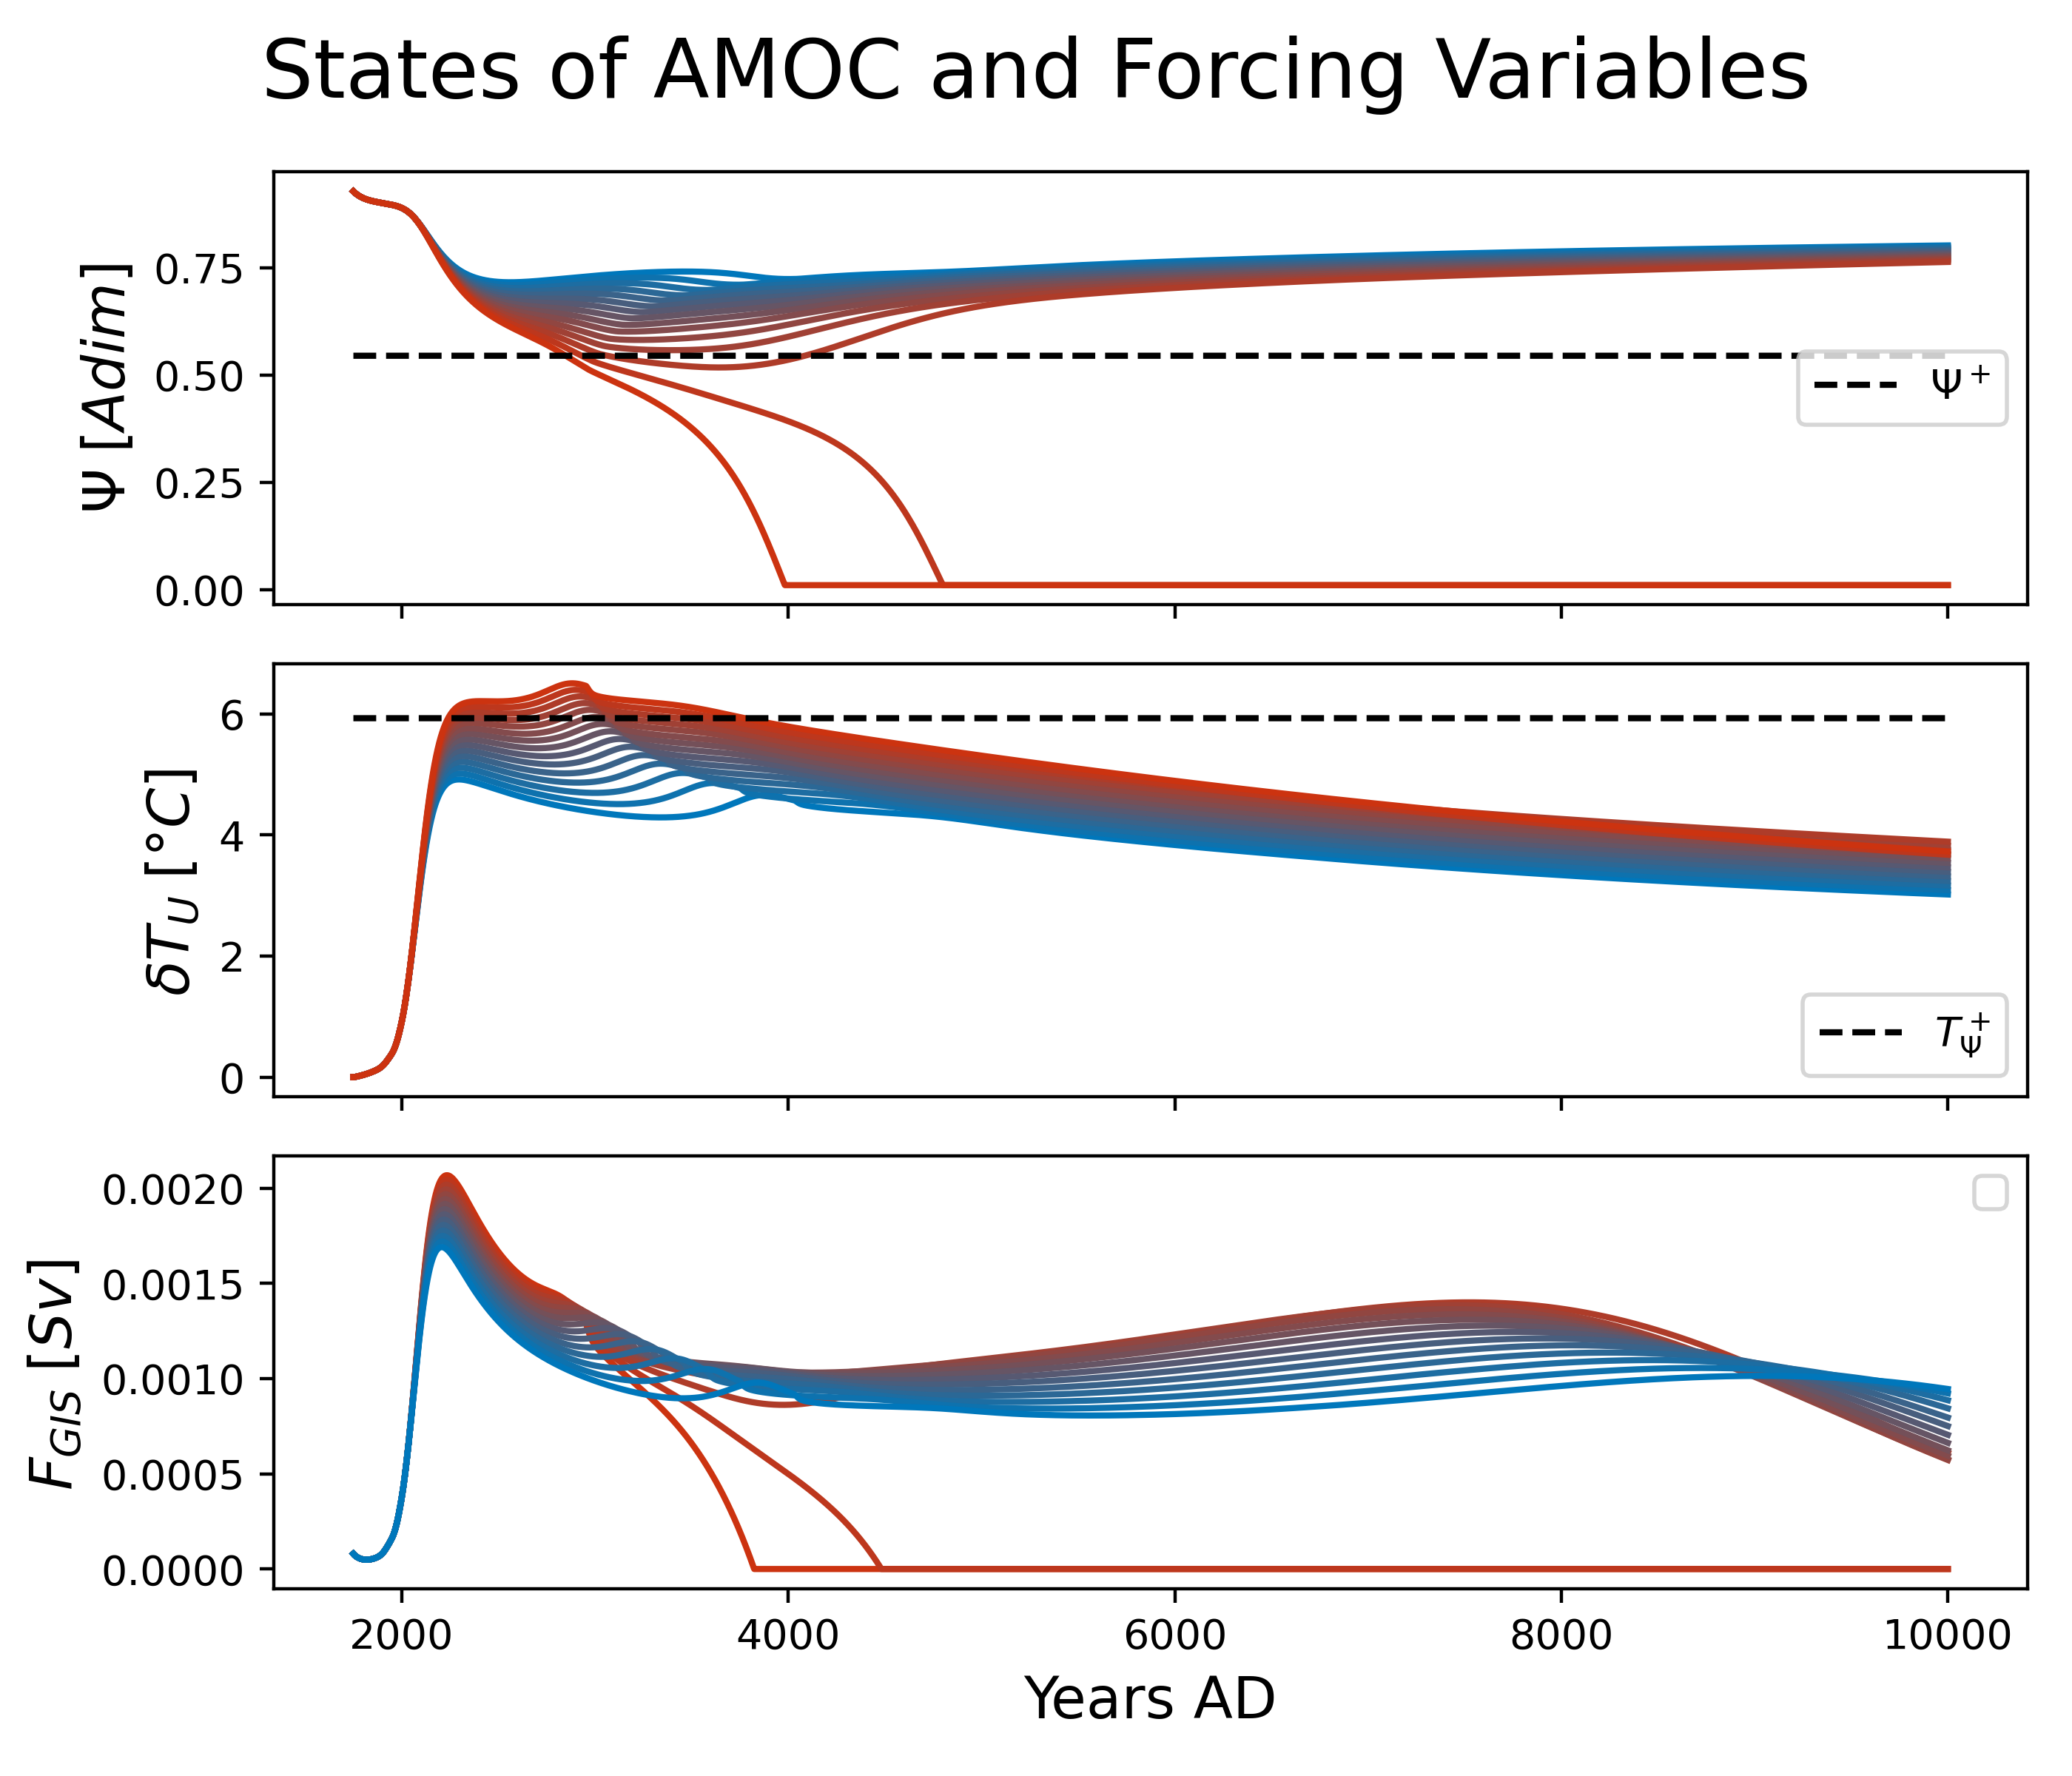 States of AMOC and Forcing Variables
Ψ [Adim]
0.75
0.50
0.25
0.00
Ψ⁺
δT_U [°C]
6
4
2
0
T_Ψ⁺
F_GIS [Sv]
0.0020
0.0015
0.0010
0.0005
0.0000
2000 4000 6000 8000 10000
Years AD